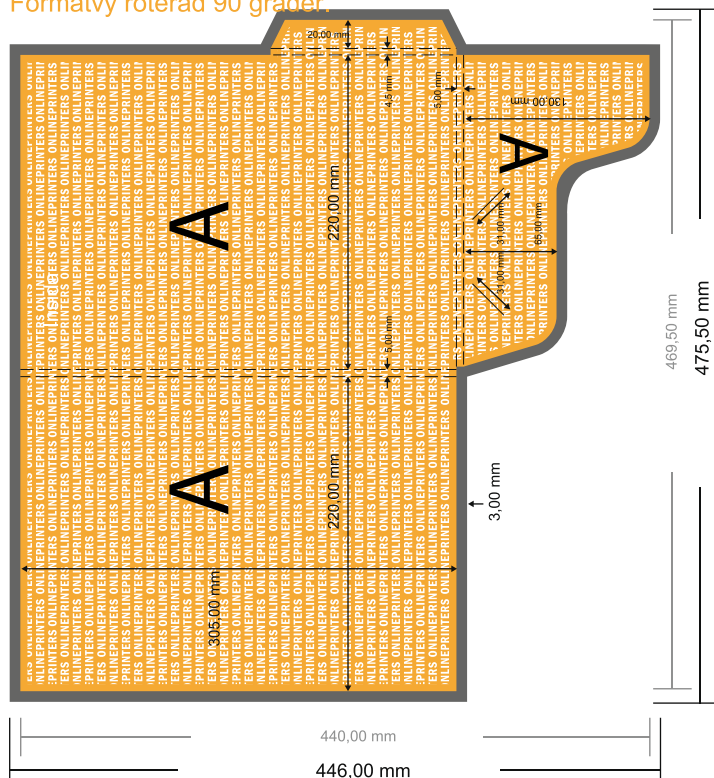 Formatvy roterad 90 grader.
20,00 mm
4,5 mm
5,00 mm
130,00 mm
A
A
220,00 mm
31,00 mm
65,00 mm
31,00 mm
Insida
5,00 mm
469,50 mm
475,50 mm
A
220,00 mm
3,00 mm
305,00 mm
ONLINEPRINTERS
440,00 mm
446,00 mm